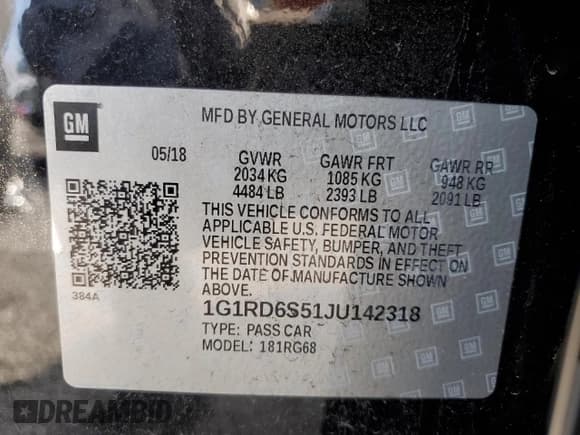 GM
MFD BY GENERAL MOTORS LLC
05/18 GVWR GAWR FRT GAWR RR
2034 KG 1085 KG 948 KG
4484 LB 2393 LB 2091 LB
THIS VEHICLE CONFORMS TO ALL
APPLICABLE U.S. FEDERAL MOTOR
VEHICLE SAFETY, BUMPER, AND THEFT
PREVENTION STANDARDS IN EFFECT ON
THE DATE OF MANUFACTURE SHOWN
ABOVE.
384A
1G1RD6S51JU142318
TYPE: PASS CAR
MODEL: 181RG68
DREAMBID